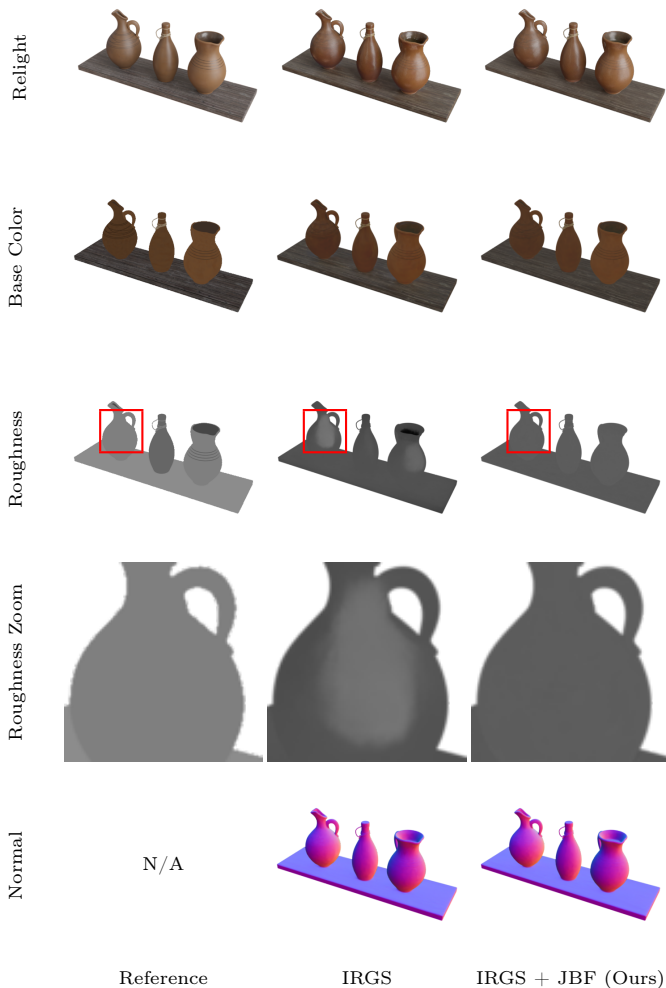 Relight
Base Color
Roughness
Roughness Zoom
Normal
N/A
Reference
IRGS
IRGS + JBF (Ours)